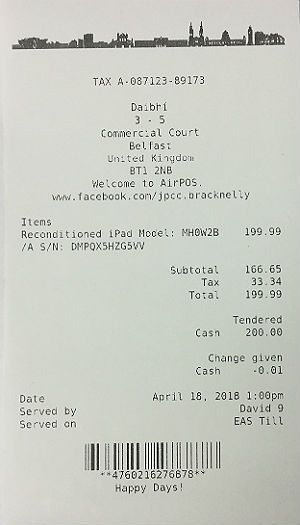 TAX A-087123-89173
Daibhí
3 - 5
Commercial Court
Belfast
United Kingdom
BT1 2NB
Welcome to AirPOS.
www.facebook.com/jpcc.bracknelly
Items
Reconditioned iPad Model: MH0W2B 199.99
/A S/N: DMPQX5HZG5VV
Subtotal 166.65
Tax 33.34
Total 199.99
Tendered
Cash 200.00
Change given
Cash -0.01
Date April 18, 2018 1:00pm
Served by David 9
Served on EAS Till
**4760216276878**
Happy Days!